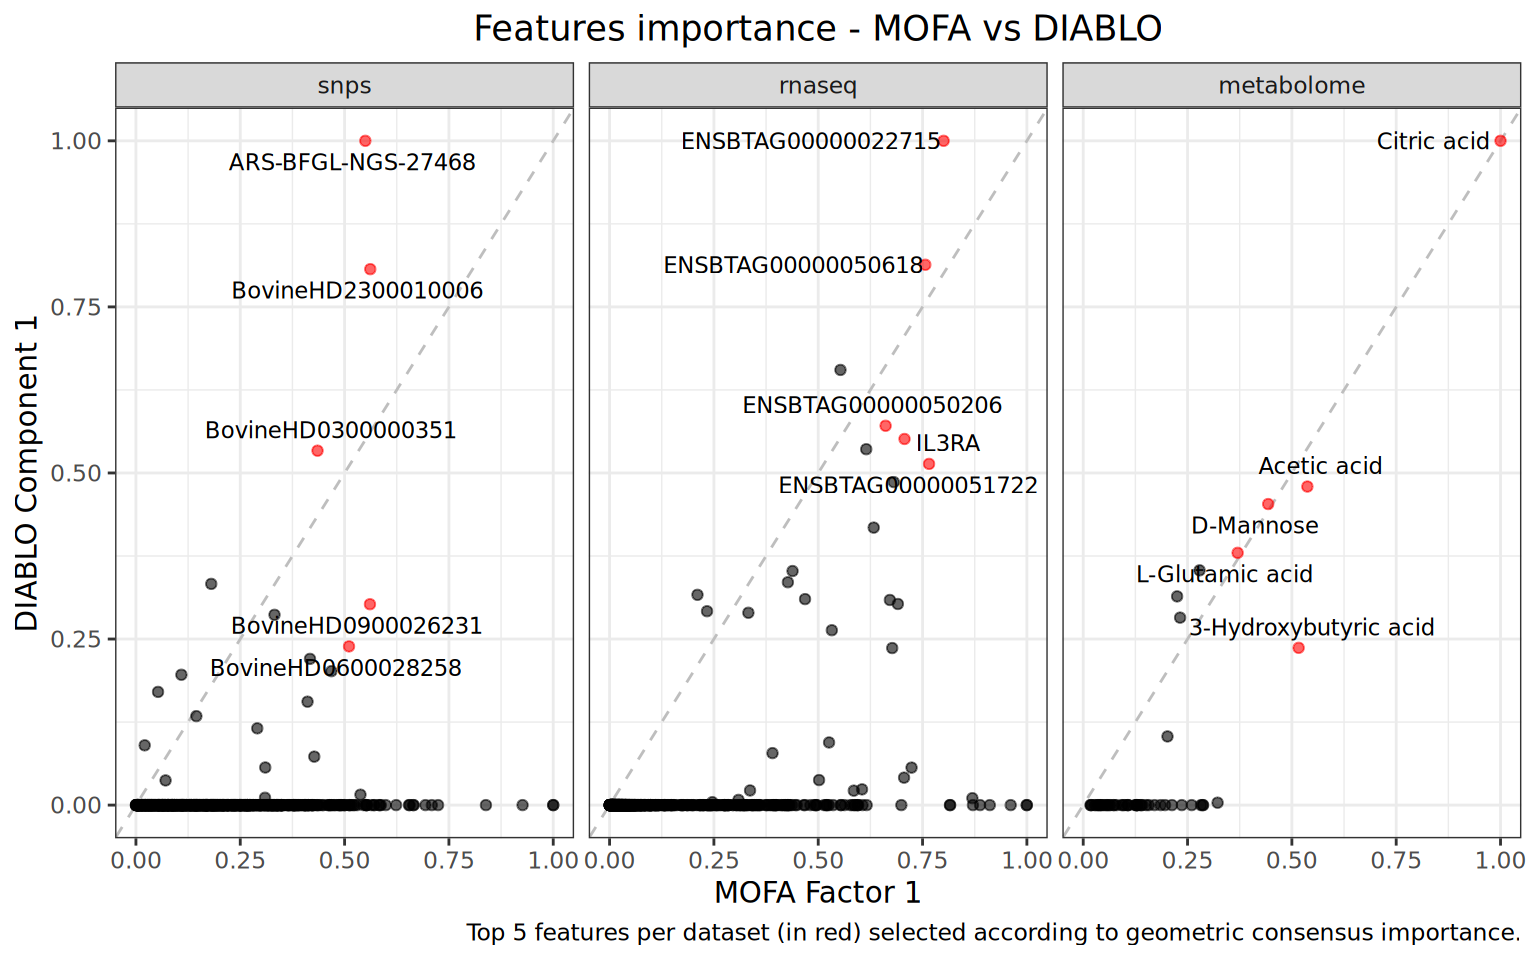 Features importance - MOFA vs DIABLO
snps
rnaseq
metabolome
DIABLO Component 1
1.00
0.75
0.50
0.25
0.00
ARS-BFGL-NGS-27468
BovineHD2300010006
BovineHD0300000351
BovineHD0900026231
BovineHD0600028258
ENSBTAG00000022715
ENSBTAG00000050618
ENSBTAG00000050206
IL3RA
ENSBTAG00000051722
Citric acid
Acetic acid
D-Mannose
L-Glutamic acid
3-Hydroxybutyric acid
0.00 0.25 0.50 0.75 1.00
0.00 0.25 0.50 0.75 1.00
0.00 0.25 0.50 0.75 1.00
MOFA Factor 1
Top 5 features per dataset (in red) selected according to geometric consensus importance.